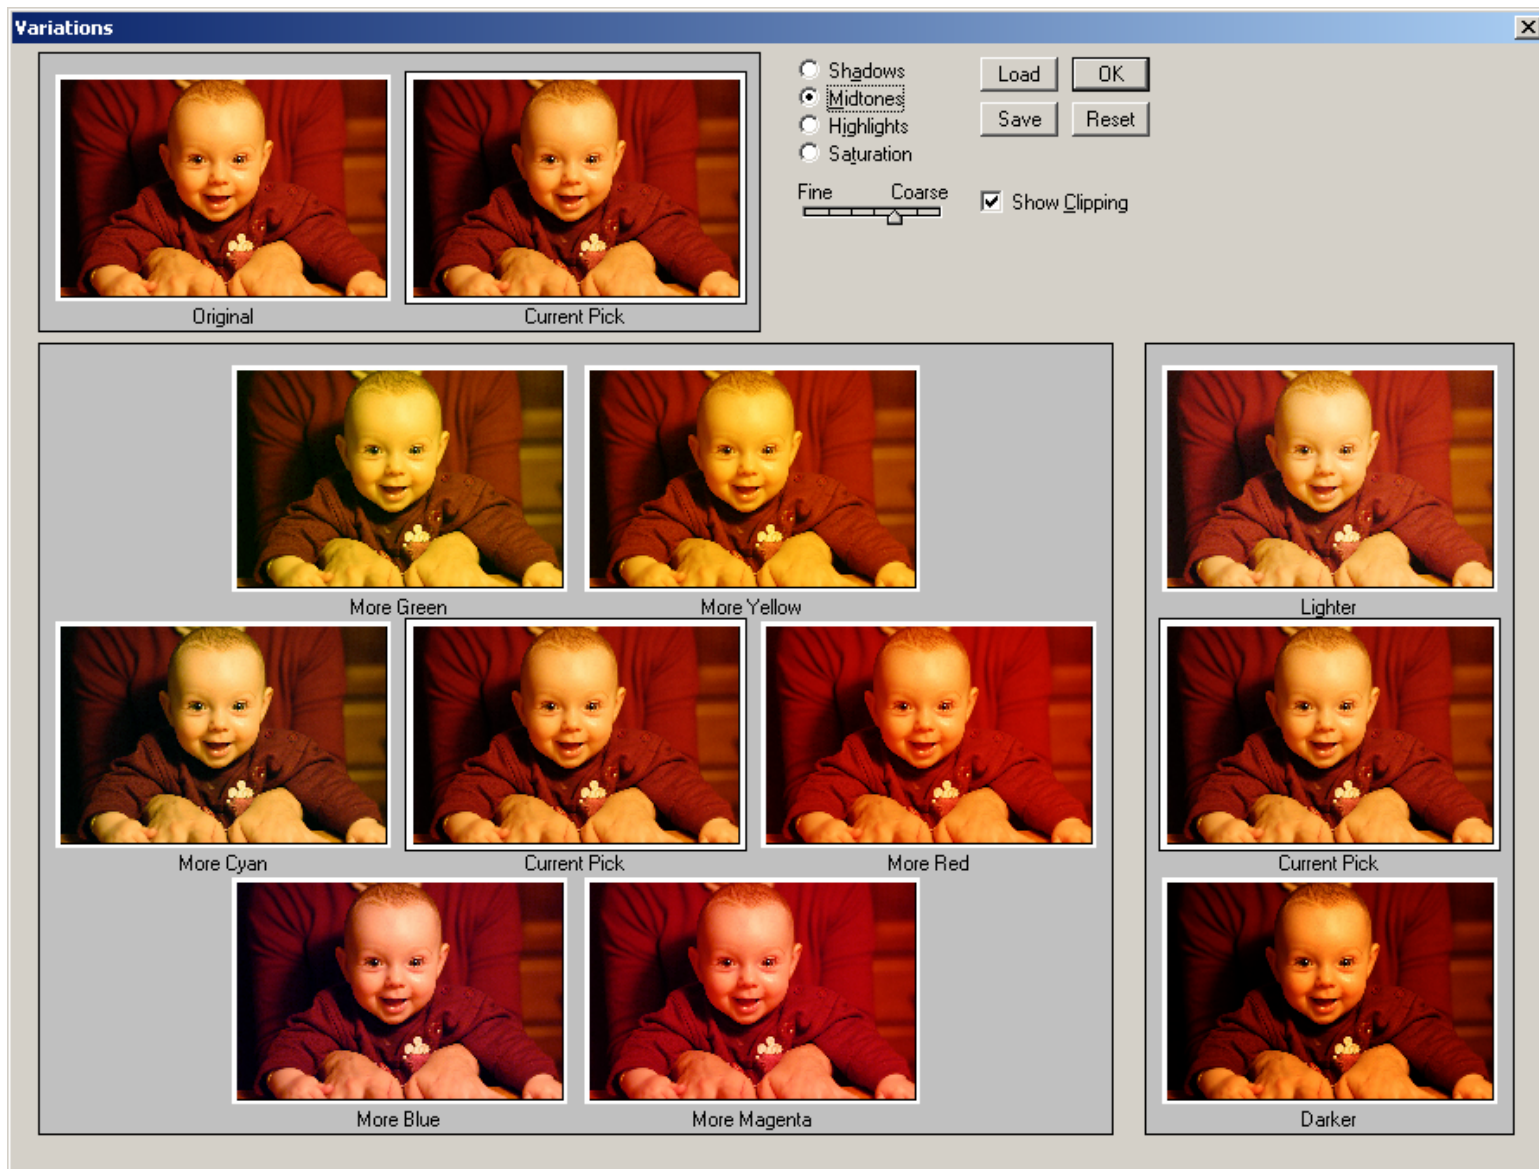 Variations
Shadows
Midtones
Highlights
Saturation
Load
OK
Save
Reset
Fine
Coarse
Show Clipping
Original
Current Pick
More Green
More Yellow
Lighter
More Cyan
Current Pick
More Red
Current Pick
More Blue
More Magenta
Darker